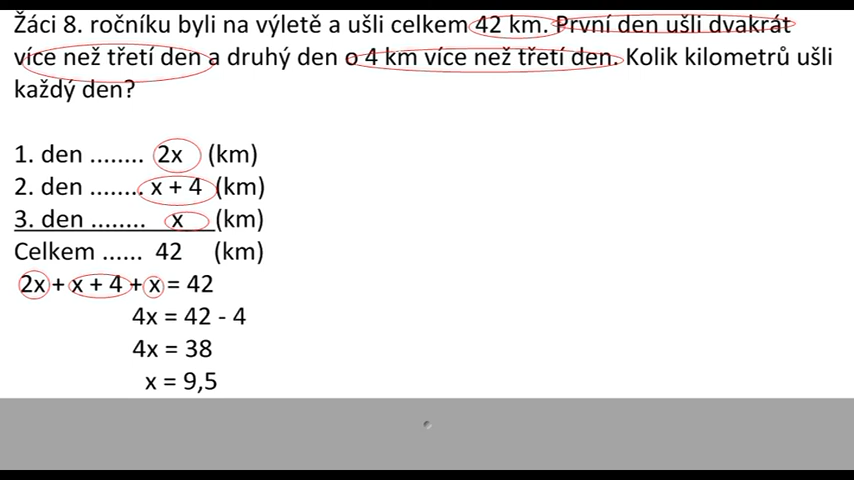 Žáci 8. ročníku byli na výletě a ušli celkem 42 km. První den ušli dvakrát
více než třetí den a druhý den o 4 km více než třetí den. Kolik kilometrů ušli
každý den?
1. den ........ 2x (km)
2. den ........ x + 4 (km)
3. den ........ x (km)
Celkem ...... 42 (km)
2x + x + 4 + x = 42
4x = 42 - 4
4x = 38
x = 9,5